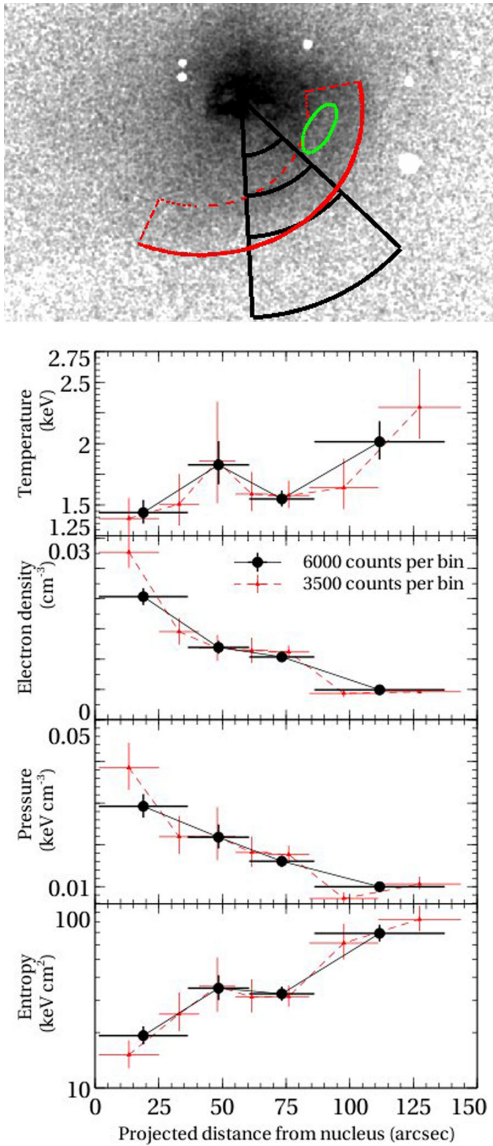 2.75
2.5
2
1.5
1.25
Temperature
(keV)
0.03
0
Electron density
(cm-3)
6000 counts per bin
3500 counts per bin
0.05
0.01
Pressure
(keV cm-3)
100
10
Entropy
(keV cm2)
0 25 50 75 100 125 150
Projected distance from nucleus (arcsec)